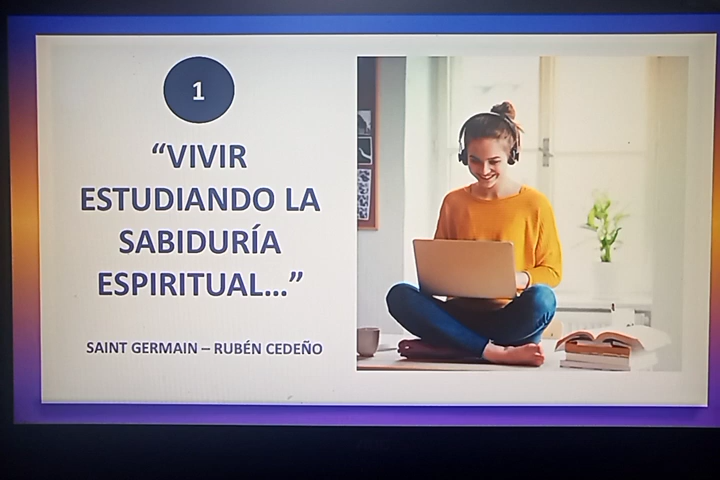 1
“VIVIR
ESTUDIANDO LA
SABIDURÍA
ESPIRITUAL...”
SAINT GERMAIN – RUBÉN CEDEÑO